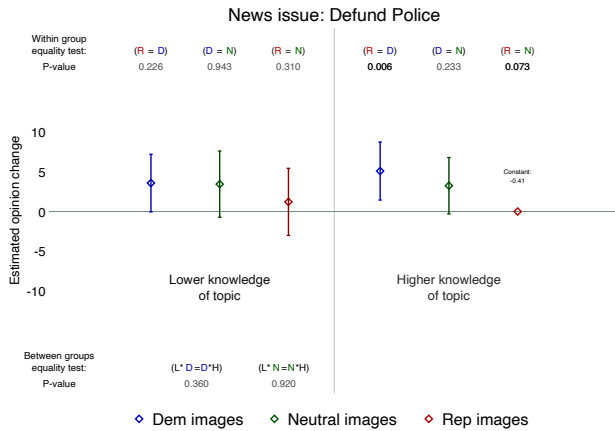 News issue: Defund Police
Within group
equality test:
(R = D) (D = N) (R = N) (R = D) (D = N) (R = N)
P-value 0.226 0.943 0.310 0.006 0.233 0.073
10
5
0
-5
-10
Estimated opinion change
Constant:
-0.41
Lower knowledge
of topic
Higher knowledge
of topic
Between groups
equality test:
(L* D=D*H) (L* N=N*H)
P-value 0.360 0.920
Dem images Neutral images Rep images